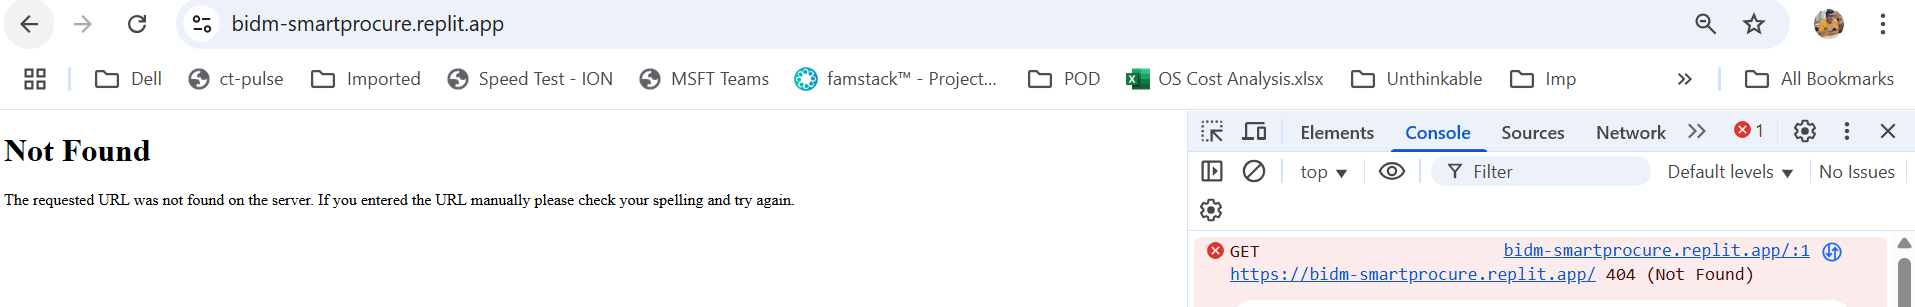 bidm-smartprocure.replit.app
Dell ct-pulse Imported Speed Test - ION MSFT Teams famstack™ - Project... POD OS Cost Analysis.xlsx Unthinkable Imp » All Bookmarks
Not Found
The requested URL was not found on the server. If you entered the URL manually please check your spelling and try again.
Elements Console Sources Network » 1
top ▼ Filter Default levels ▼ No Issues
GET bidm-smartprocure.replit.app/:1
https://bidm-smartprocure.replit.app/ 404 (Not Found)